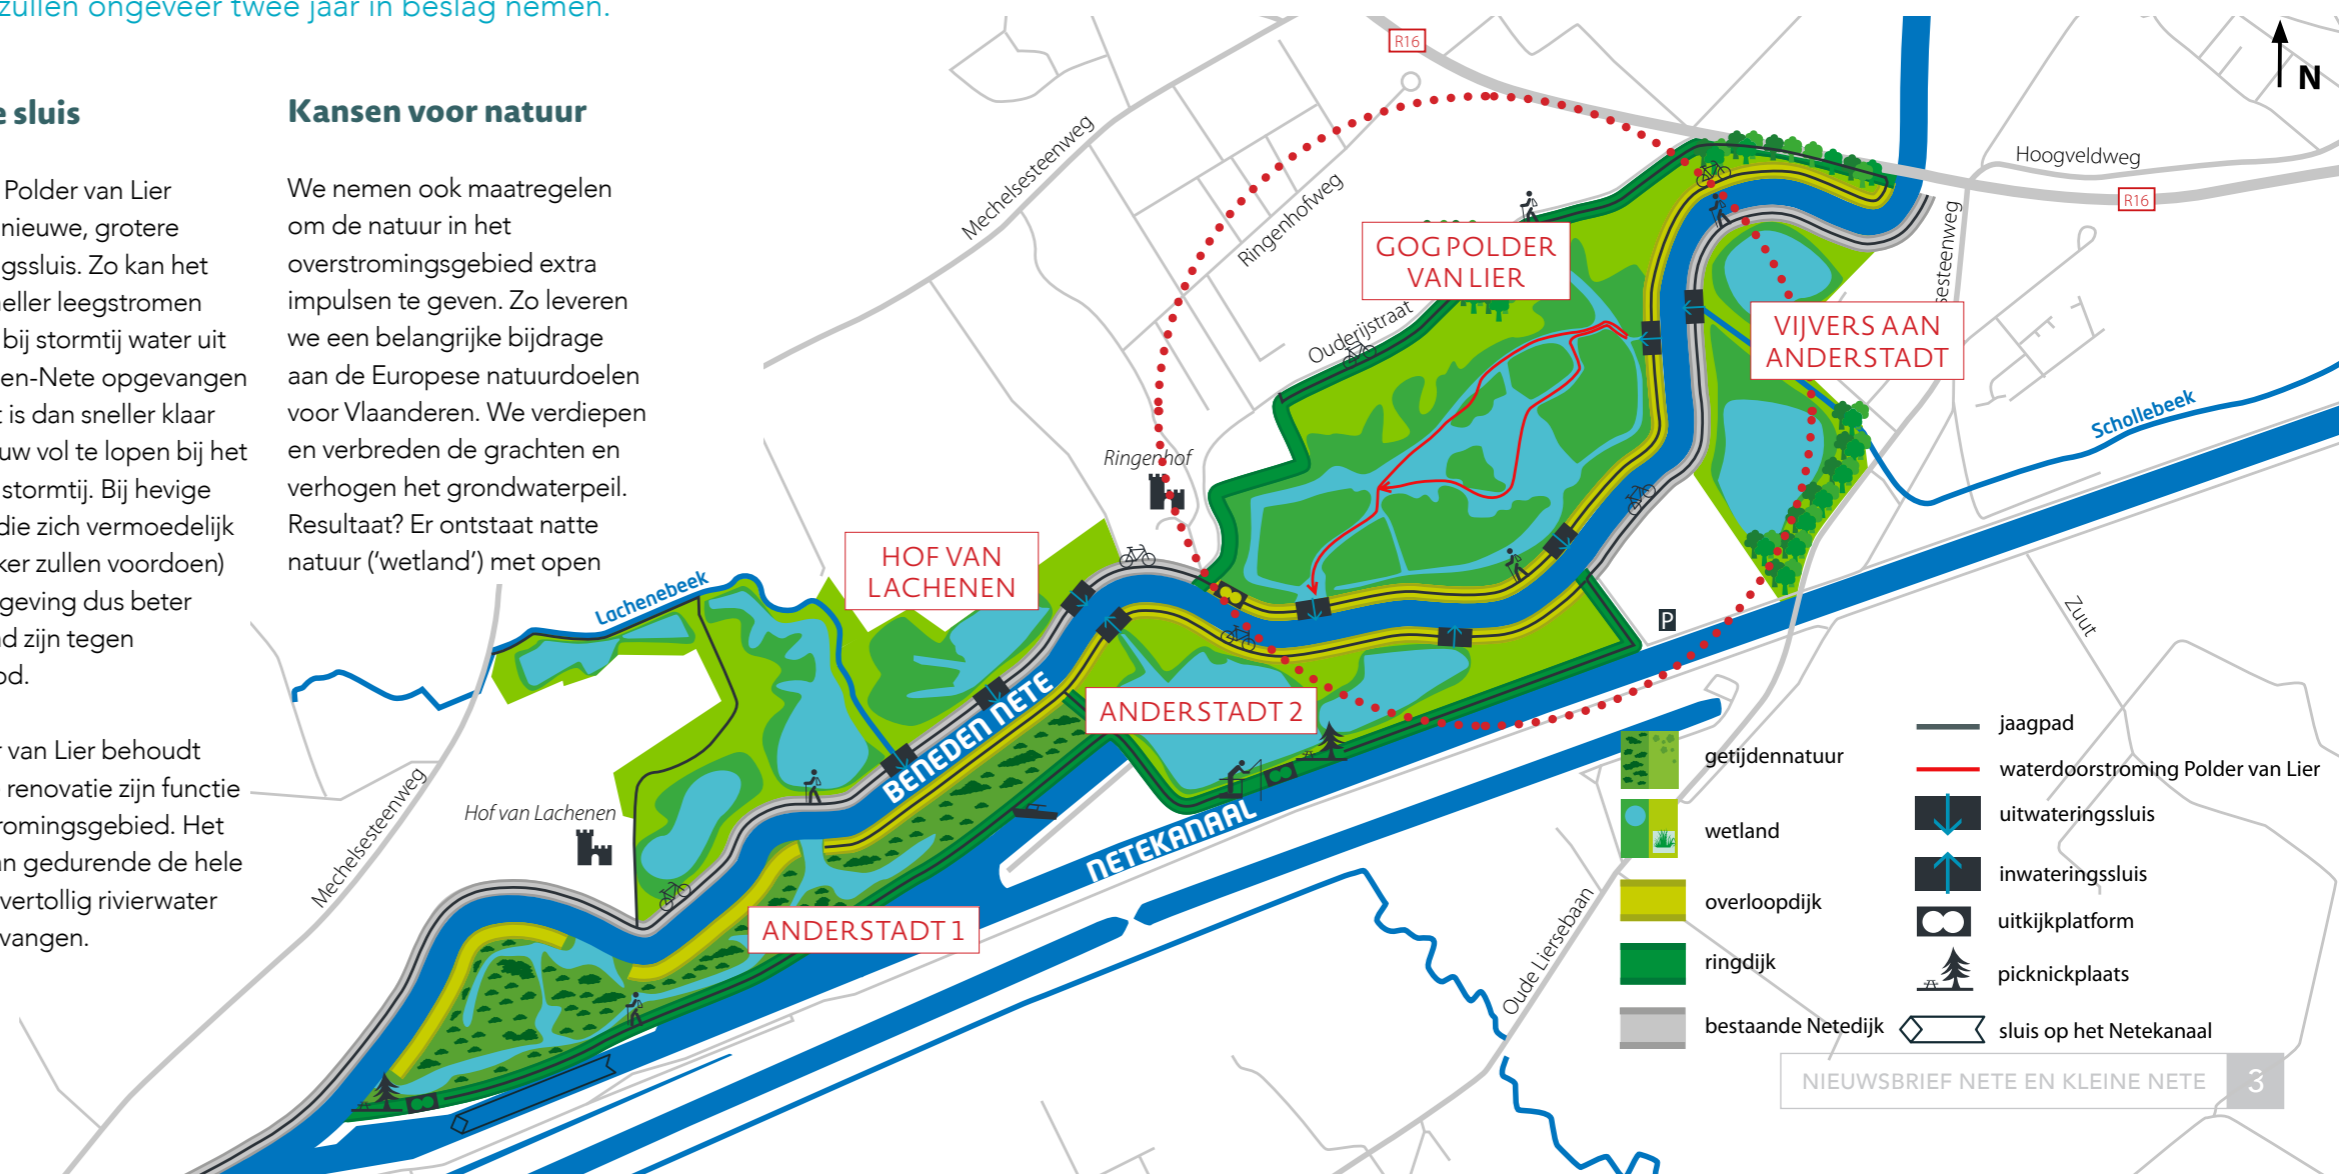 zullen ongeveer twee jaar in beslag nemen.
e sluis
Polder van Lier
nieuwe, grotere
gssluis. Zo kan het
neller leegstromen
bij stormtij water uit
en-Nete opgevangen
t is dan sneller klaar
uw vol te lopen bij het
stormtij. Bij hevige
die zich vermoedelijk
ker zullen voordoen)
geving dus beter
d zijn tegen
od.
r van Lier behoudt
renovatie zijn functie
romingsgebied. Het
an gedurende de hele
vertollig rivierwater
vangen.
Kansen voor natuur
We nemen ook maatregelen
om de natuur in het
overstromingsgebied extra
impulsen te geven. Zo leveren
we een belangrijke bijdrage
aan de Europese natuurdoelen
voor Vlaanderen. We verdiepen
en verbreden de grachten en
verhogen het grondwaterpeil.
Resultaat? Er ontstaat natte
natuur ('wetland') met open
R16
N
Mechelsesteenweg
Ringenhofweg
Hoogveldweg
R16
GOG POLDER
VAN LIER
sesteenweg
Ouderijstraat
VIJVERS AAN
ANDERSTADT
Schollebeek
Ringenhof
HOF VAN
LACHENEN
Lachenebeek
P
Zuut
BENEDEN NETE
ANDERSTADT 2
Hof van Lachenen
Mechelsesteenweg
NETEKANAAL
ANDERSTADT 1
Oude Liersebaan
getijdennatuur
wetland
overloopdijk
ringdijk
bestaande Netedijk
jaagpad
waterdoorstroming Polder van Lier
uitwateringssluis
inwateringssluis
uitkijkplatform
picknickplaats
sluis op het Netekanaal
NIEUWSBRIEF NETE EN KLEINE NETE 3